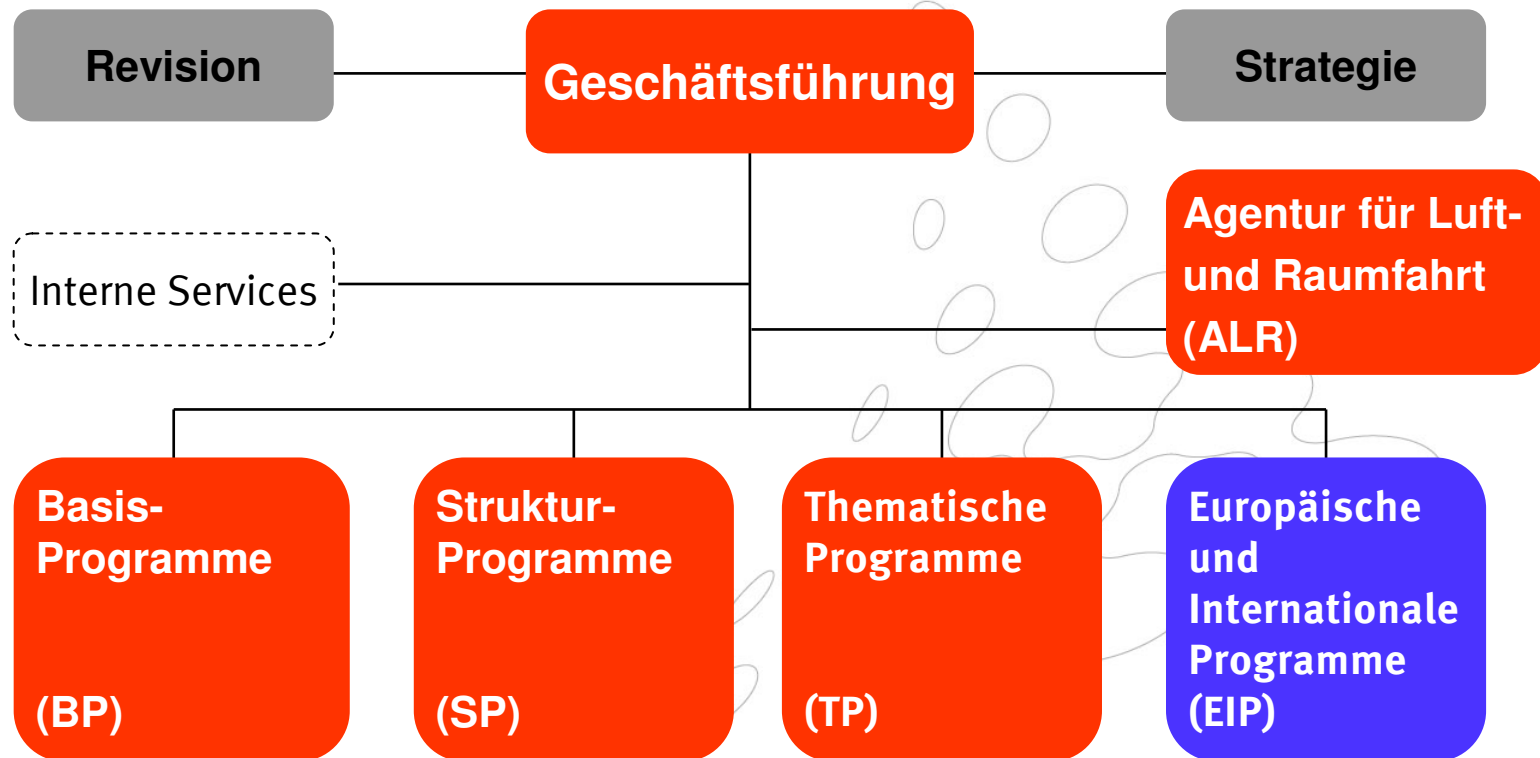 Revision
Geschäftsführung
Strategie
Agentur für Luft-
und Raumfahrt
(ALR)
Interne Services
Basis-
Programme
(BP)
Struktur-
Programme
(SP)
Thematische
Programme
(TP)
Europäische
und
Internationale
Programme
(EIP)